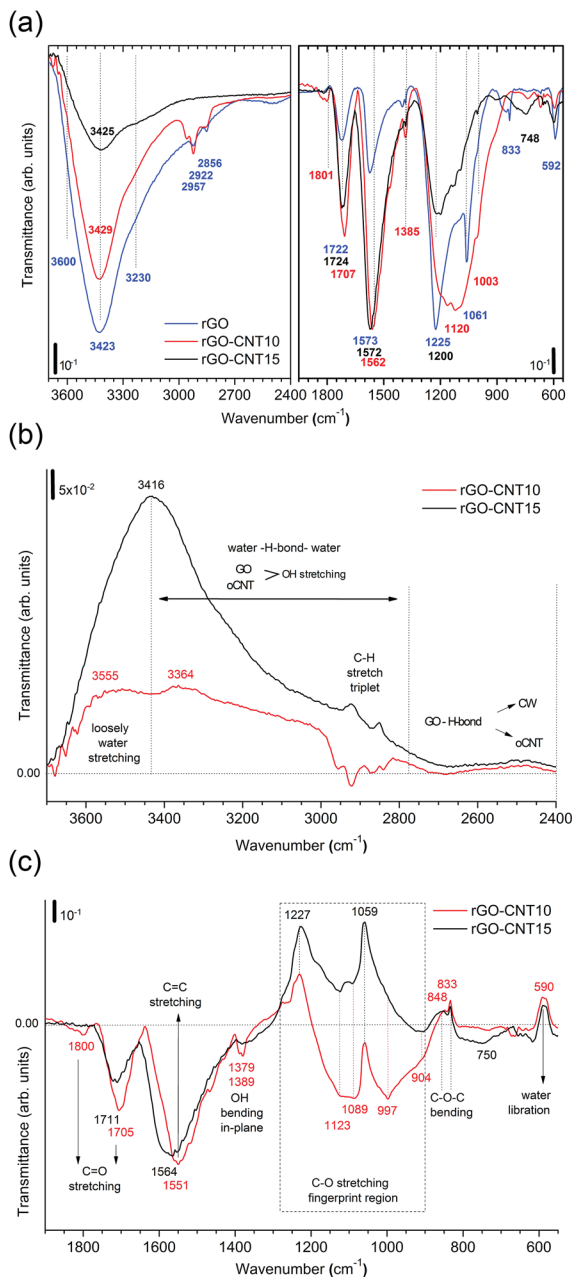 (a)
Transmittance (arb. units)
3425
2856
2922
2957
3600
3429
3230
3423
rGO
rGO-CNT10
rGO-CNT15
10-1
3600 3300 3000 2700 2400
Wavenumber (cm-1)
748
833
592
1801
1385
1722
1724
1707
1003
1061
1120
1573
1572
1562
1225
1200
10-1
1800 1500 1200 900 600
Wavenumber (cm-1)
(b)
5x10-2
3416
rGO-CNT10
rGO-CNT15
Transmittance (arb. units)
water -H-bond- water
GO
oCNT
OH stretching
3555
3364
C-H
stretch
triplet
loosely
water
stretching
CW
GO - H-bond
oCNT
0.00
3600 3400 3200 3000 2800 2600 2400
Wavenumber (cm-1)
(c)
10-1
1227
1059
rGO-CNT10
rGO-CNT15
Transmittance (arb. units)
C=C
stretching
833
848
590
0.00
1800
1379
1389
OH
bending
in-plane
904
750
1711
1705
1123
1089
997
C-O-C
bending
water
libration
C=O
stretching
1564
1551
C-O stretching
fingerprint region
0.00
1800 1600 1400 1200 1000 800 600
Wavenumber (cm-1)